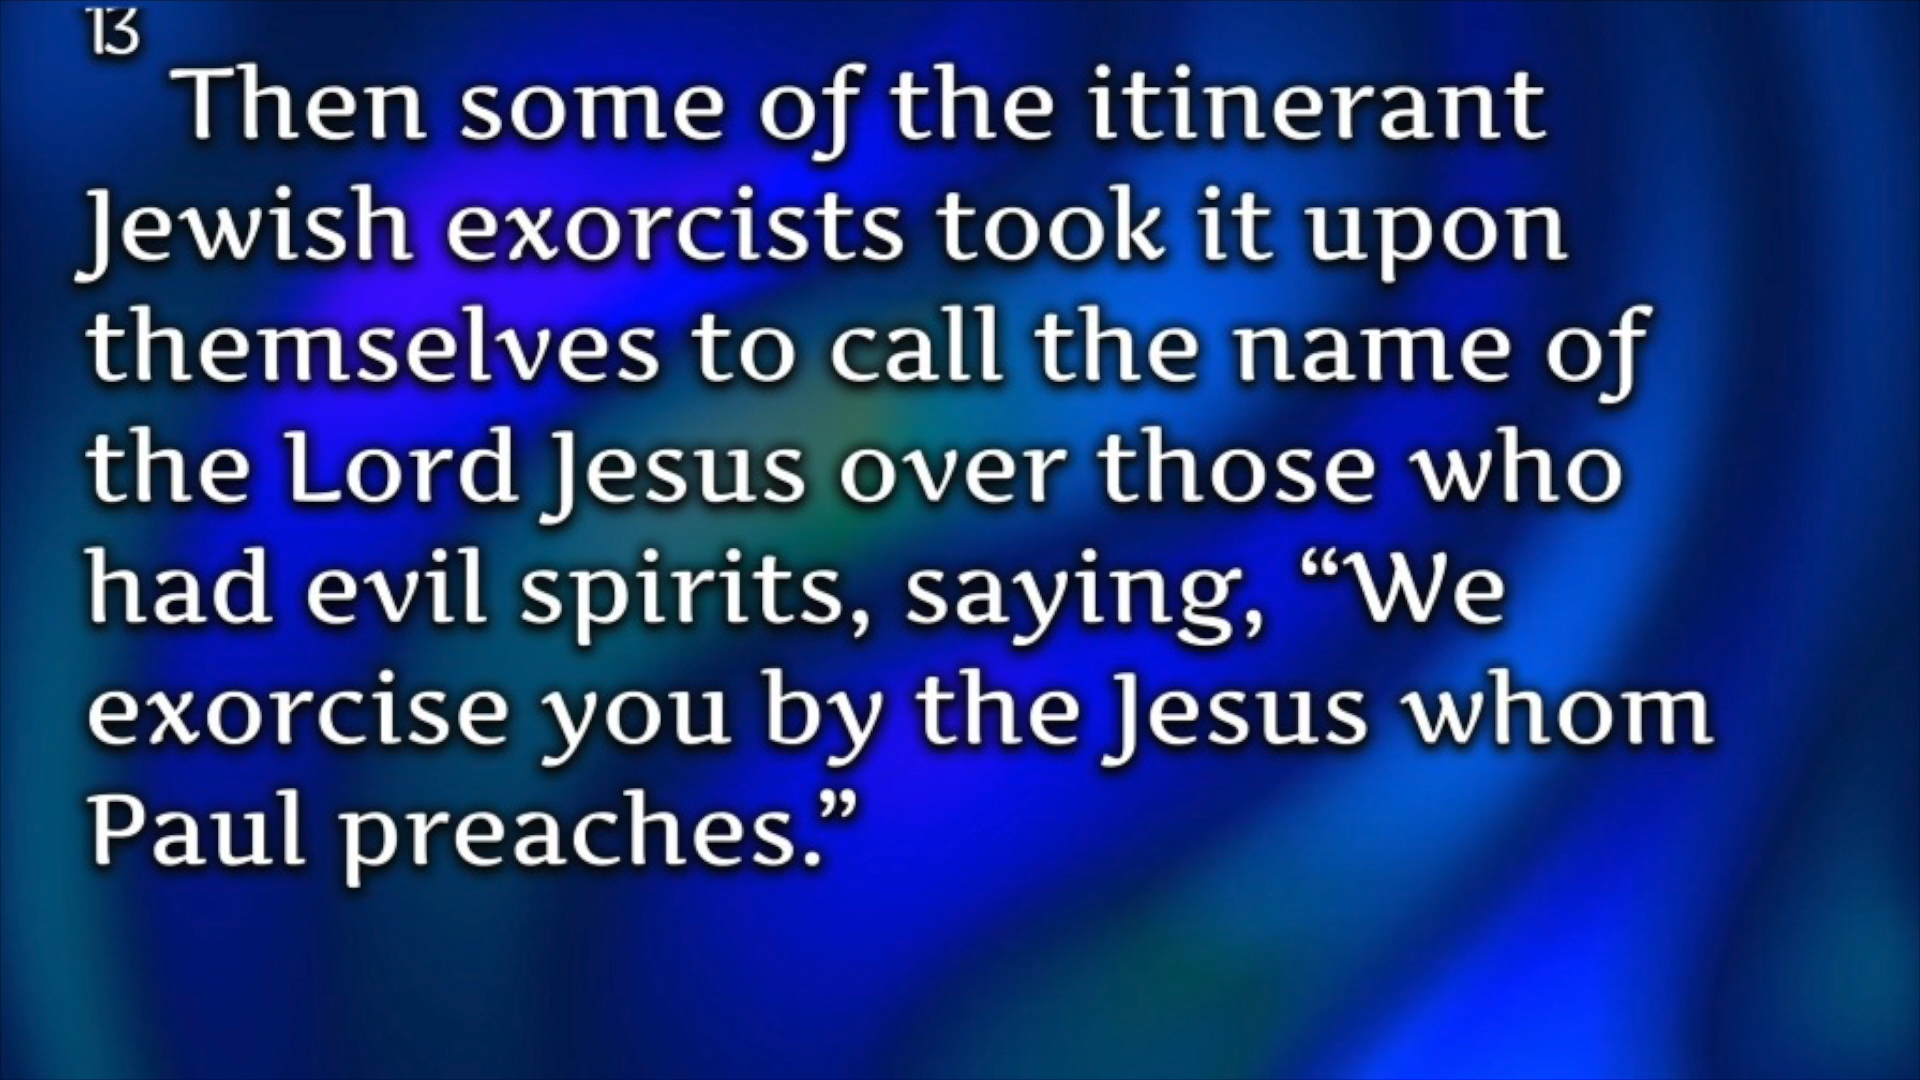 13
Then some of the itinerant
Jewish exorcists took it upon
themselves to call the name of
the Lord Jesus over those who
had evil spirits, saying, “We
exorcise you by the Jesus whom
Paul preaches.”